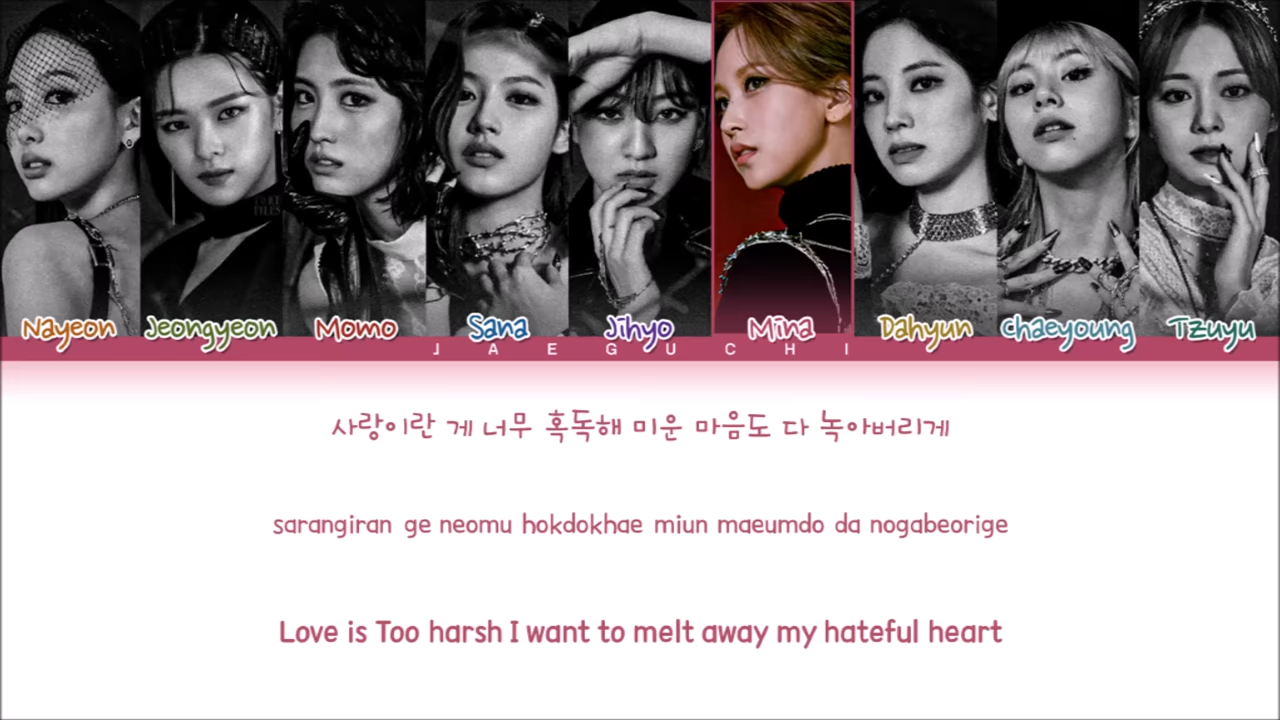 Nayeon Jeongyeon Momo Sana Jihyo Mina Dahyun Chaeyoung Tzuyu
J A E G U C H I
사랑이란 게 너무 혹독해 미운 마음도 다 녹아버리게
sarangiran ge neomu hokdokhae miun maeumdo da nogabeorige
Love is Too harsh I want to melt away my hateful heart